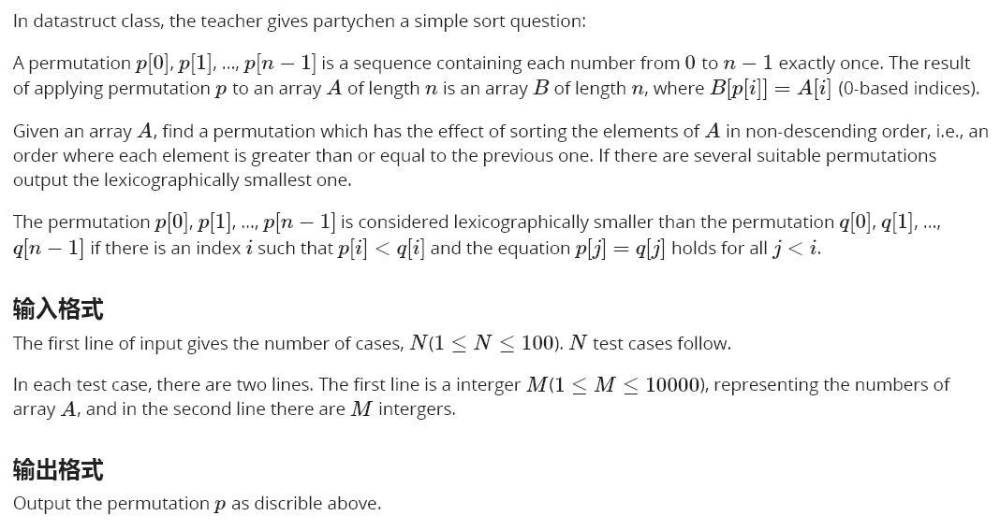 In datastruct class, the teacher gives partychen a simple sort question:
A permutation p[0], p[1], ..., p[n − 1] is a sequence containing each number from 0 to n − 1 exactly once. The result
of applying permutation p to an array A of length n is an array B of length n, where B[p[i]] = A[i] (0-based indices).
Given an array A, find a permutation which has the effect of sorting the elements of A in non-descending order, i.e., an
order where each element is greater than or equal to the previous one. If there are several suitable permutations
output the lexicographically smallest one.
The permutation p[0], p[1], ..., p[n − 1] is considered lexicographically smaller than the permutation q[0], q[1], ...,
q[n − 1] if there is an index i such that p[i] < q[i] and the equation p[j] = q[j] holds for all j < i.
输入格式
The first line of input gives the number of cases, N(1 ≤ N ≤ 100). N test cases follow.
In each test case, there are two lines. The first line is a interger M(1 ≤ M ≤ 10000), representing the numbers of
array A, and in the second line there are M intergers.
输出格式
Output the permutation p as discrible above.